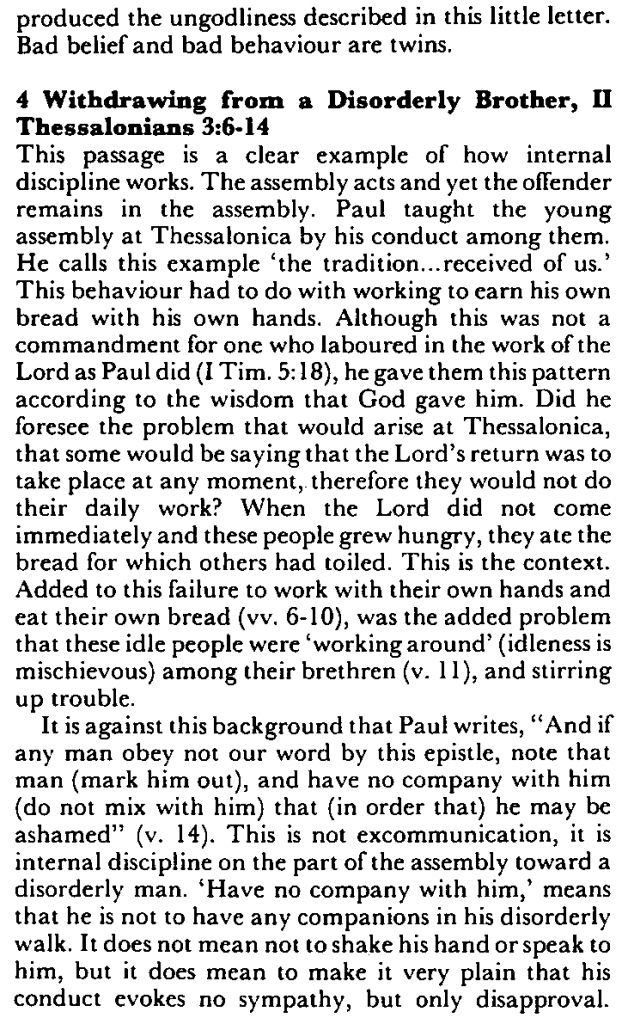 produced the ungodliness described in this little letter.
Bad belief and bad behaviour are twins.
4 Withdrawing from a Disorderly Brother, II
Thessalonians 3:6-14
This passage is a clear example of how internal
discipline works. The assembly acts and yet the offender
remains in the assembly. Paul taught the young
assembly at Thessalonica by his conduct among them.
He calls this example ‘the tradition...received of us.’
This behaviour had to do with working to earn his own
bread with his own hands. Although this was not a
commandment for one who laboured in the work of the
Lord as Paul did (I Tim. 5:18), he gave them this pattern
according to the wisdom that God gave him. Did he
foresee the problem that would arise at Thessalonica,
that some would be saying that the Lord’s return was to
take place at any moment, therefore they would not do
their daily work? When the Lord did not come
immediately and these people grew hungry, they ate the
bread for which others had toiled. This is the context.
Added to this failure to work with their own hands and
eat their own bread (vv. 6-10), was the added problem
that these idle people were ‘working around’ (idleness is
mischievous) among their brethren (v. 11), and stirring
up trouble.
It is against this background that Paul writes, “And if
any man obey not our word by this epistle, note that
man (mark him out), and have no company with him
(do not mix with him) that (in order that) he may be
ashamed” (v. 14). This is not excommunication, it is
internal discipline on the part of the assembly toward a
disorderly man. ‘Have no company with him,’ means
that he is not to have any companions in his disorderly
walk. It does not mean not to shake his hand or speak to
him, but it does mean to make it very plain that his
conduct evokes no sympathy, but only disapproval.